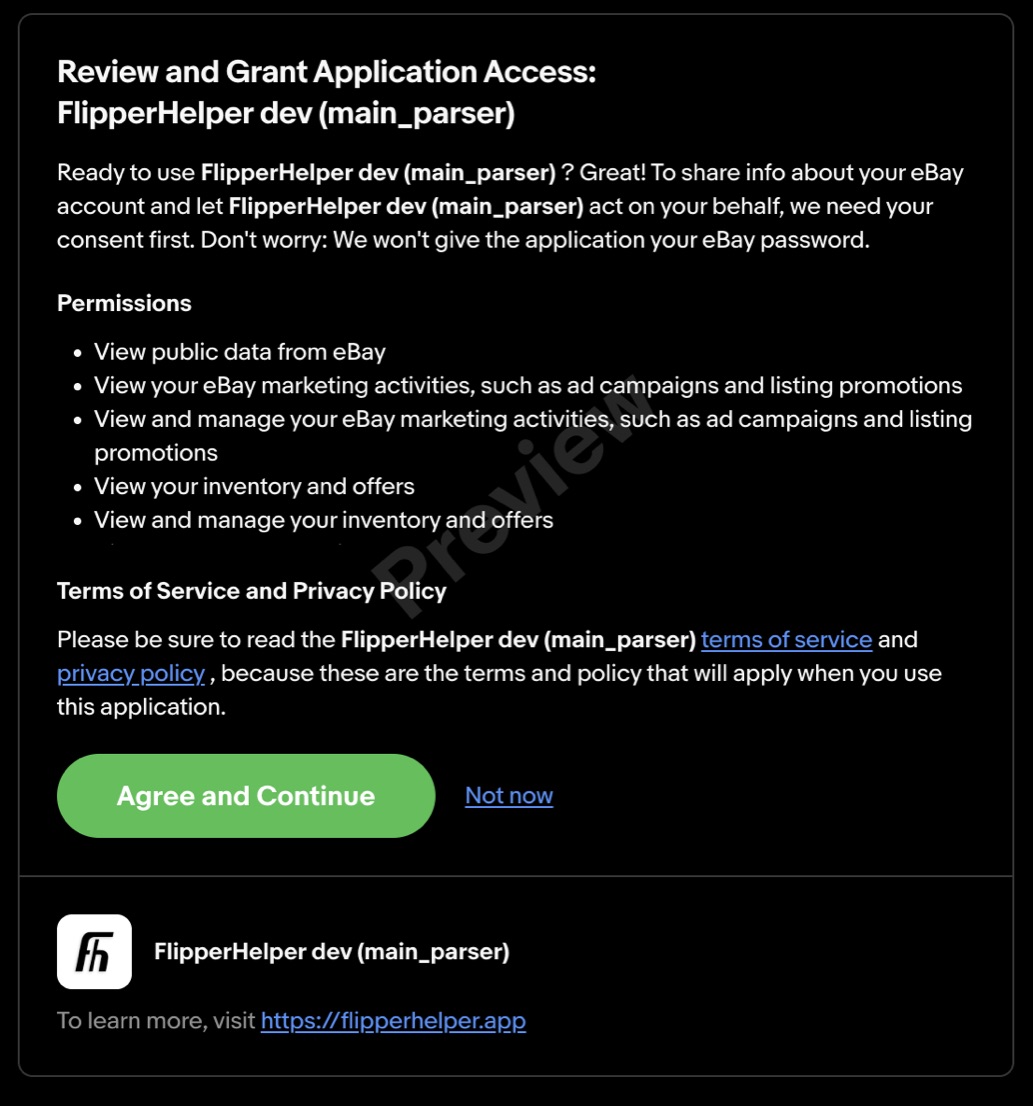 Review and Grant Application Access:
FlipperHelper dev (main_parser)
Ready to use FlipperHelper dev (main_parser) ? Great! To share info about your eBay
account and let FlipperHelper dev (main_parser) act on your behalf, we need your
consent first. Don't worry: We won't give the application your eBay password.
Permissions
• View public data from eBay
• View your eBay marketing activities, such as ad campaigns and listing promotions
• View and manage your eBay marketing activities, such as ad campaigns and listing
promotions
• View your inventory and offers
• View and manage your inventory and offers
Preview
Terms of Service and Privacy Policy
Please be sure to read the FlipperHelper dev (main_parser) terms of service and
privacy policy , because these are the terms and policy that will apply when you use
this application.
Agree and Continue
Not now
fh
FlipperHelper dev (main_parser)
To learn more, visit https://flipperhelper.app